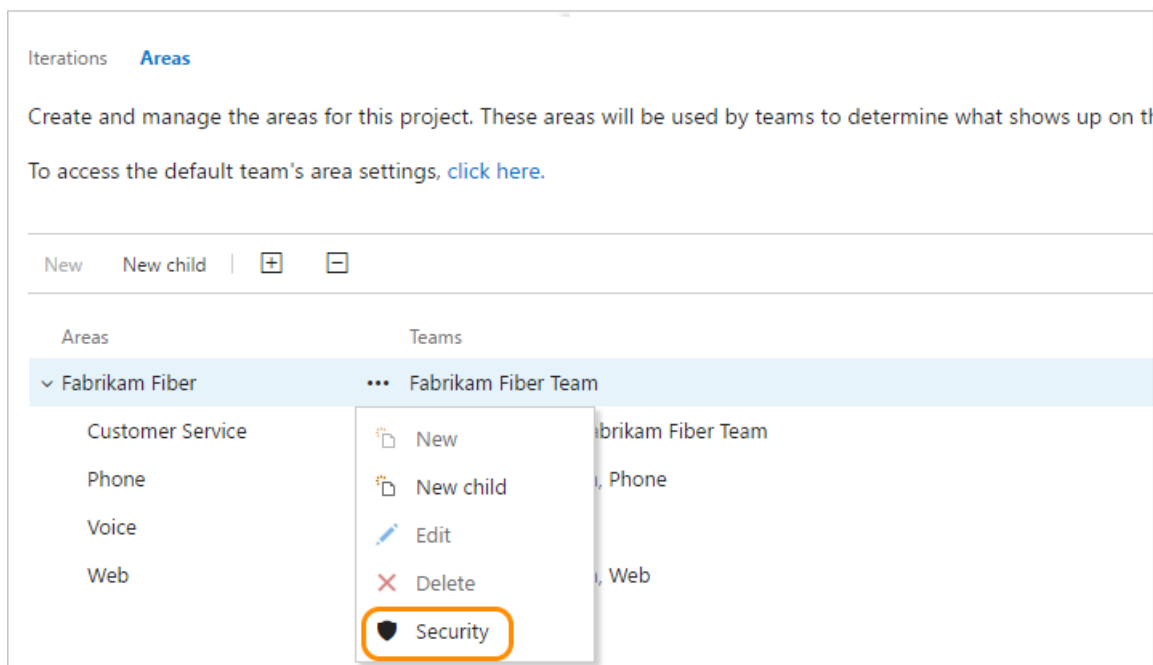 Iterations Areas
Create and manage the areas for this project. These areas will be used by teams to determine what shows up on
To access the default team's area settings, click here.
New New child
Areas Teams
Fabrikam Fiber ••• Fabrikam Fiber Team
Customer Service Fiber Team
New
Phone , Phone
New child
Voice
Edit
Web , Web
Delete
Security